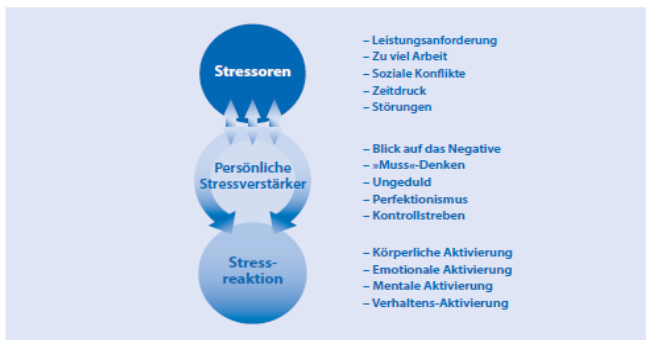 Stressoren
– Leistungsanforderung
– Zu viel Arbeit
– Soziale Konflikte
– Zeitdruck
– Störungen
Persönliche
Stressverstärker
– Blick auf das Negative
– »Muss«-Denken
– Ungeduld
– Perfektionismus
– Kontrollstreben
Stress-
reaktion
– Körperliche Aktivierung
– Emotionale Aktivierung
– Mentale Aktivierung
– Verhaltens-Aktivierung